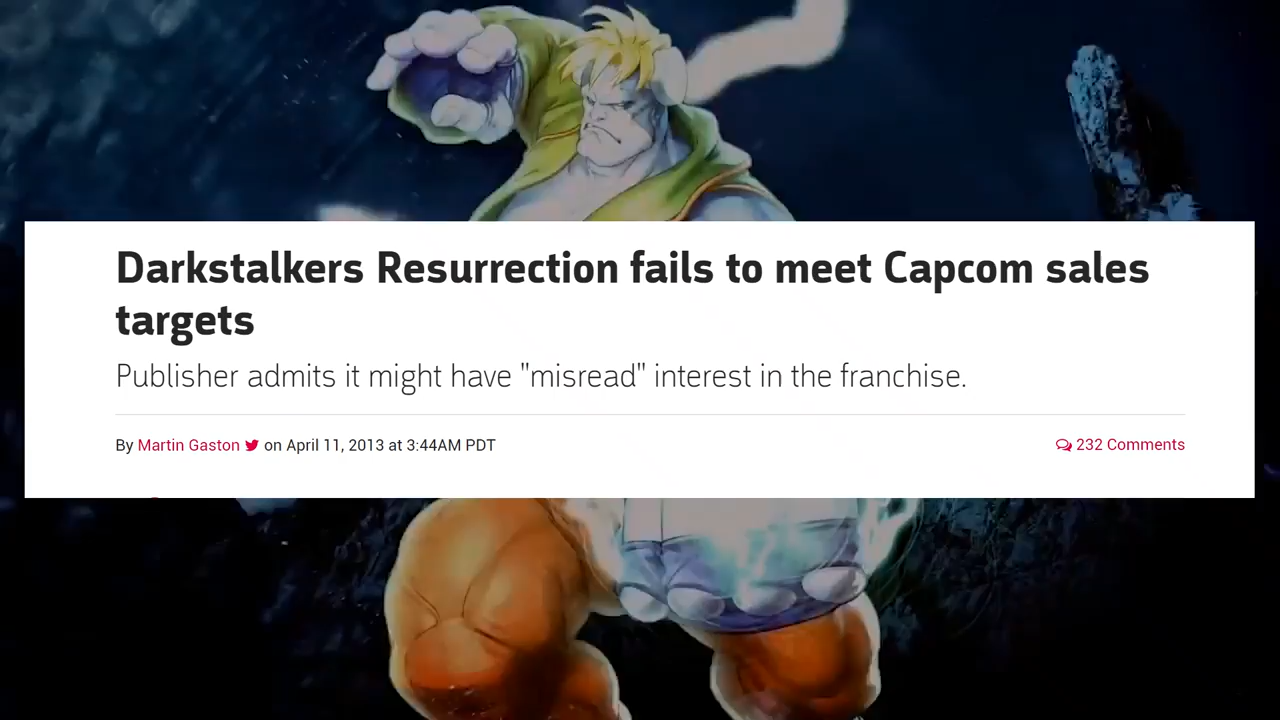 Darkstalkers Resurrection fails to meet Capcom sales
targets
Publisher admits it might have "misread" interest in the franchise.
By Martin Gaston on April 11, 2013 at 3:44AM PDT
232 Comments